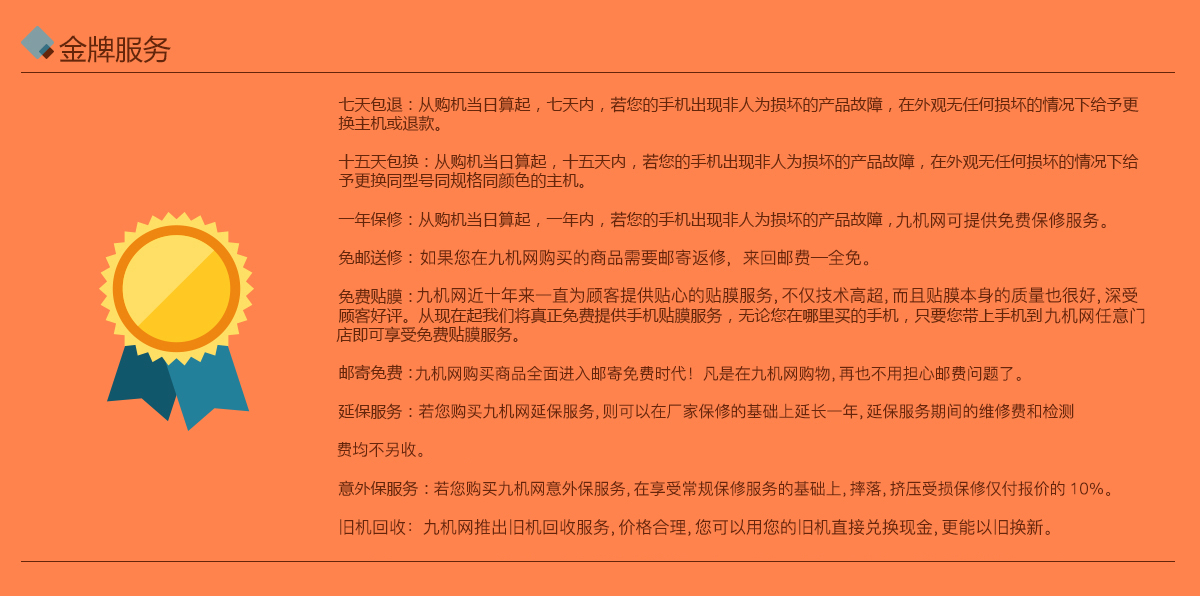 金牌服务
七天包退：从购机当日算起，七天内，若您的手机出现非人为损坏的产品故障，在外观无任何损坏的情况下给予更
换主机或退款。
十五天包换：从购机当日算起，十五天内，若您的手机出现非人为损坏的产品故障，在外观无任何损坏的情况下给
予更换同型号同规格同颜色的主机。
一年保修：从购机当日算起，一年内，若您的手机出现非人为损坏的产品故障，九机网可提供免费保修服务。
免邮送修：如果您在九机网购买的商品需要邮寄返修，来回邮费一全免。
免费贴膜：九机网近十年来一直为顾客提供贴心的贴膜服务，不仅技术高超，而且贴膜本身的质量也很好，深受
顾客好评。从现在起我们将真正免费提供手机贴膜服务，无论您在哪里买的手机，只要您带上手机到九机网任意门
店即可享受免费贴膜服务。
邮寄免费：九机网购买商品全面进入邮寄免费时代！凡是在九机网购物，再也不用担心邮费问题了。
延保服务：若您购买九机网延保服务，则可以在厂家保修的基础上延长一年，延保服务期间的维修费和检测
费均不另收。
意外保服务：若您购买九机网意外保服务，在享受常规保修服务的基础上，摔落，挤压受损保修仅付报价的 10%。
旧机回收：九机网推出旧机回收服务，价格合理，您可以用您的旧机直接兑换现金，更能以旧换新。